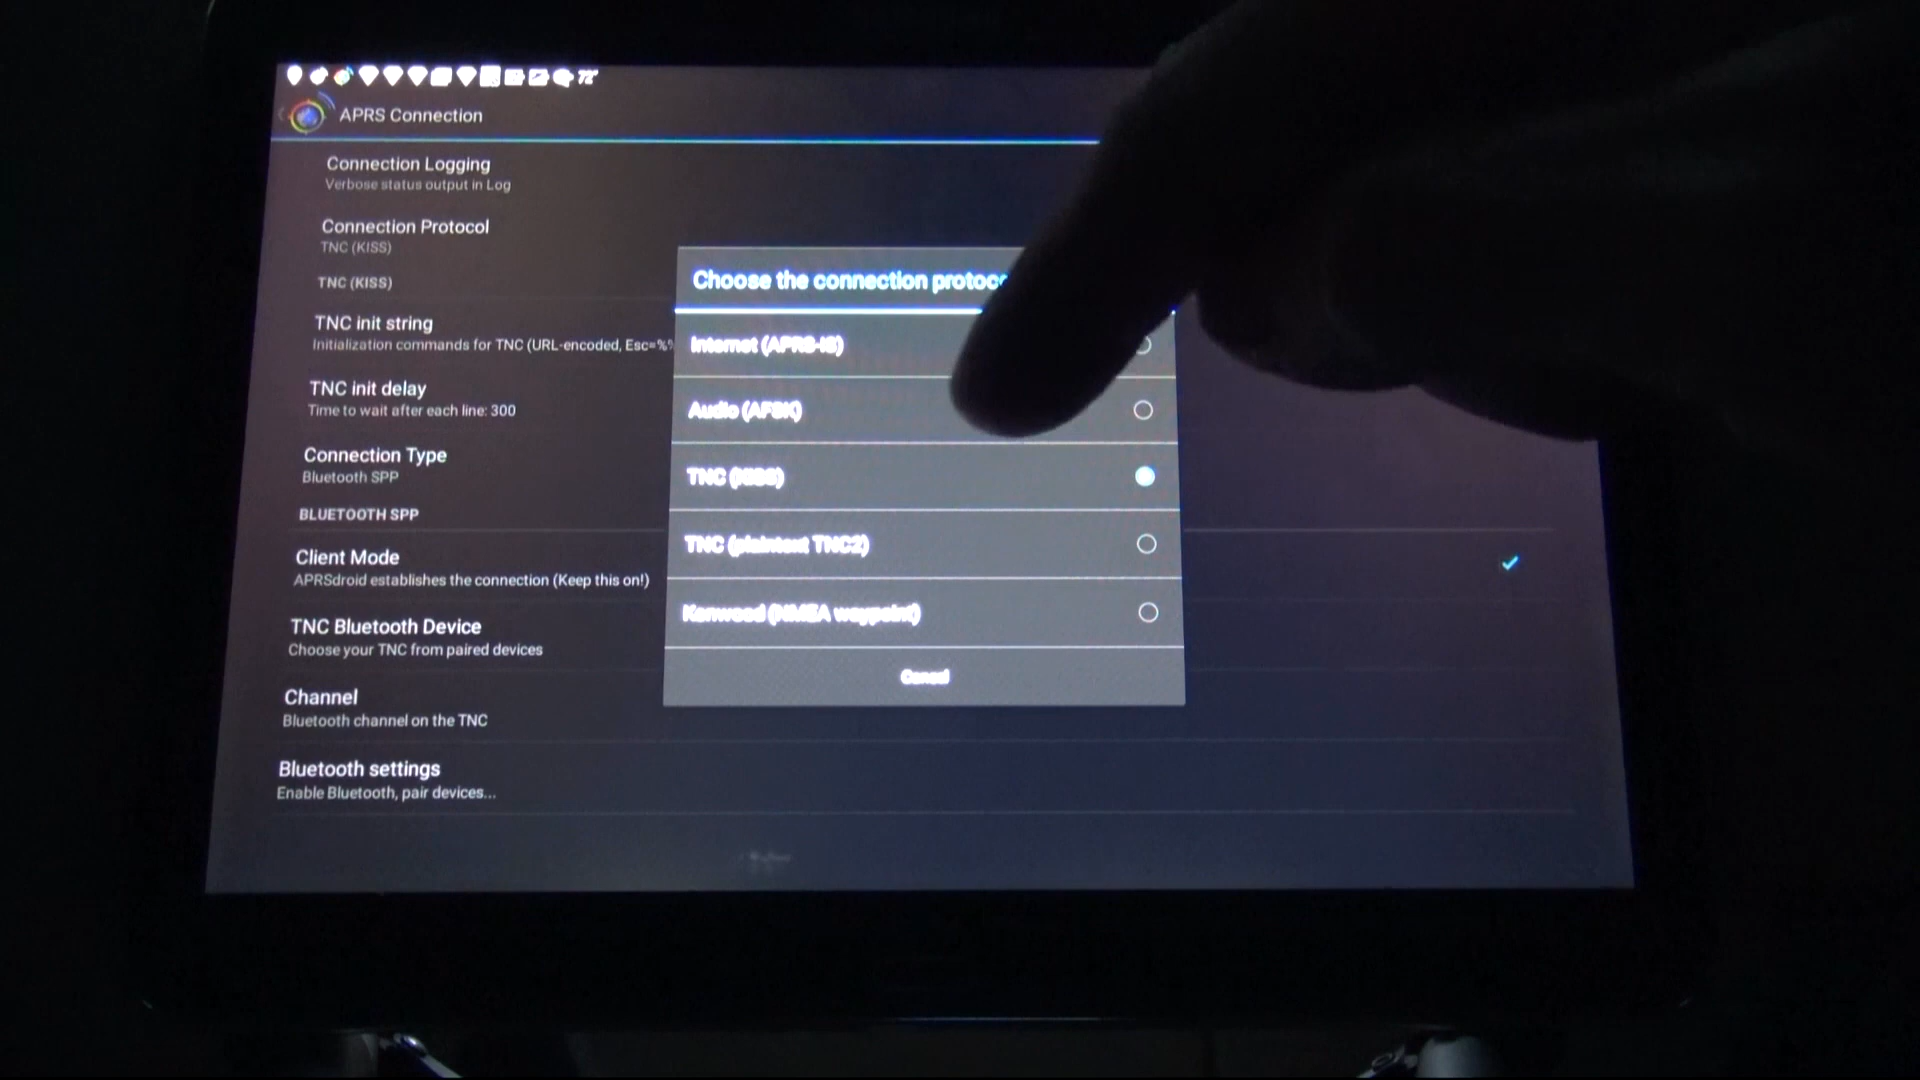 72°
APRS Connection
Connection Logging
Verbose status output in Log
Connection Protocol
TNC (KISS)
TNC (KISS)
TNC init string
Initialization commands for TNC (URL-encoded, Esc=%
TNC init delay
Time to wait after each line: 300
Connection Type
Bluetooth SPP
BLUETOOTH SPP
Client Mode
APRSdroid establishes the connection (Keep this on!)
TNC Bluetooth Device
Choose your TNC from paired devices
Channel
Bluetooth channel on the TNC
Bluetooth settings
Enable Bluetooth, pair devices...
Choose the connection protoco
Internet (APRS-IS)
Audio (AFSK)
TNC (KISS)
TNC (plaintext TNC2)
Kenwood (NMEA waypoint)
Cancel